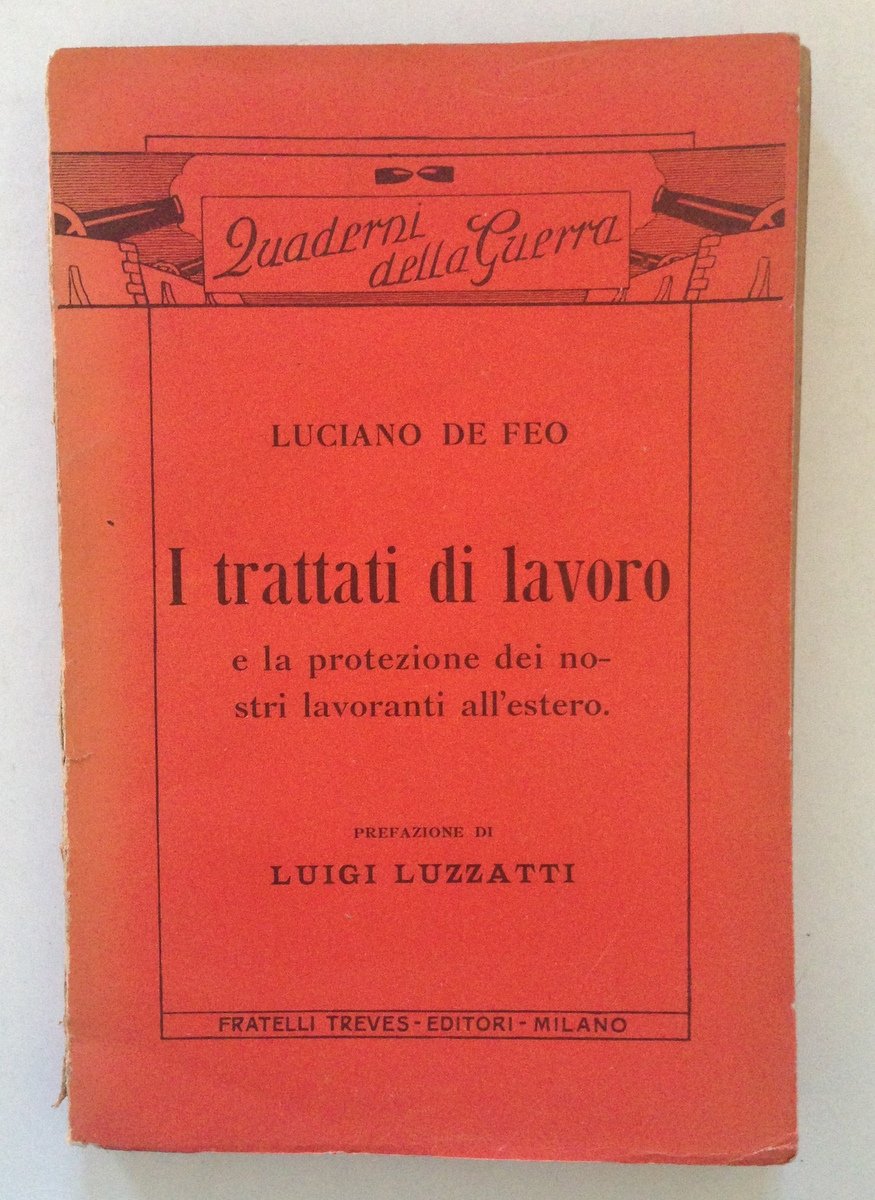 Quaderni
della Guerra
LUCIANO DE FEO
I trattati di lavoro
e la protezione dei no-
stri lavoranti all'estero.
PREFAZIONE DI
LUIGI LUZZATTI
FRATELLI TREVES - EDITORI - MILANO